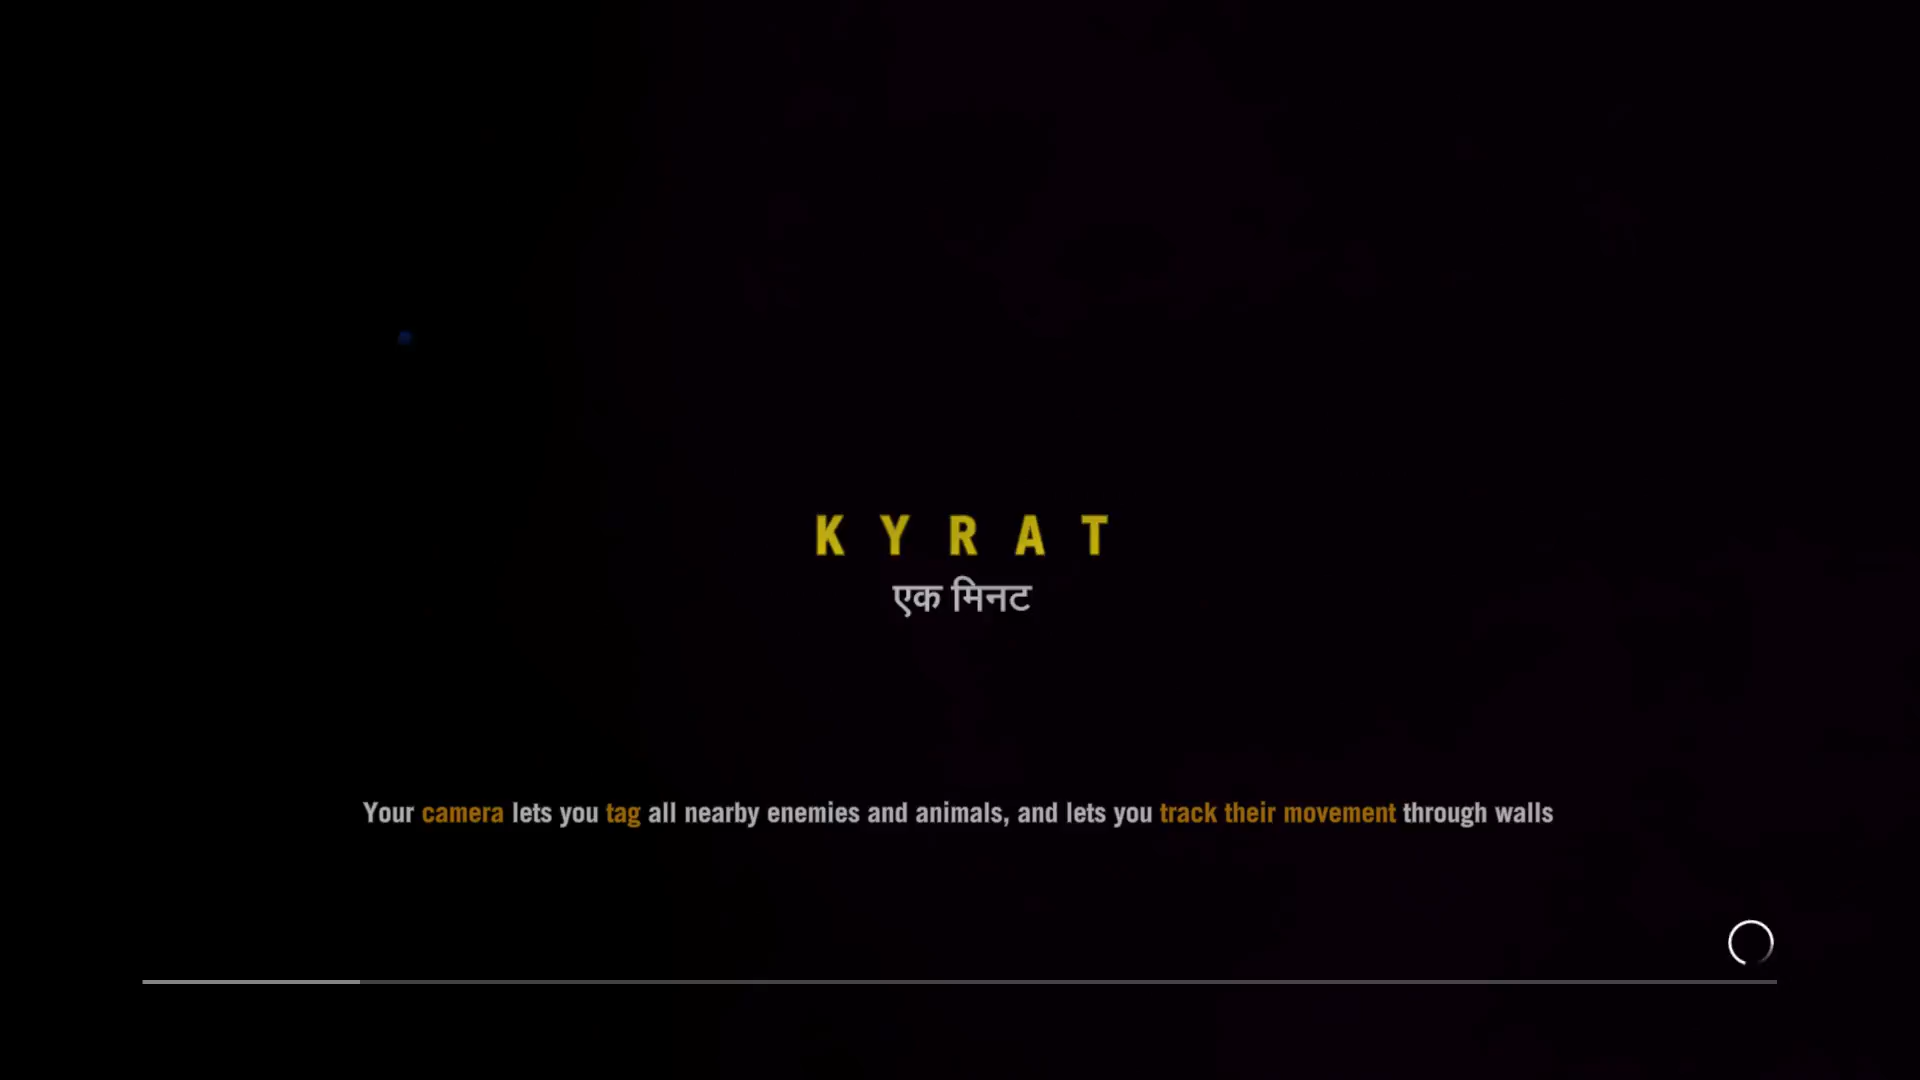 KYRAT
एक मिनट
Your camera lets you tag all nearby enemies and animals, and lets you track their movement through walls